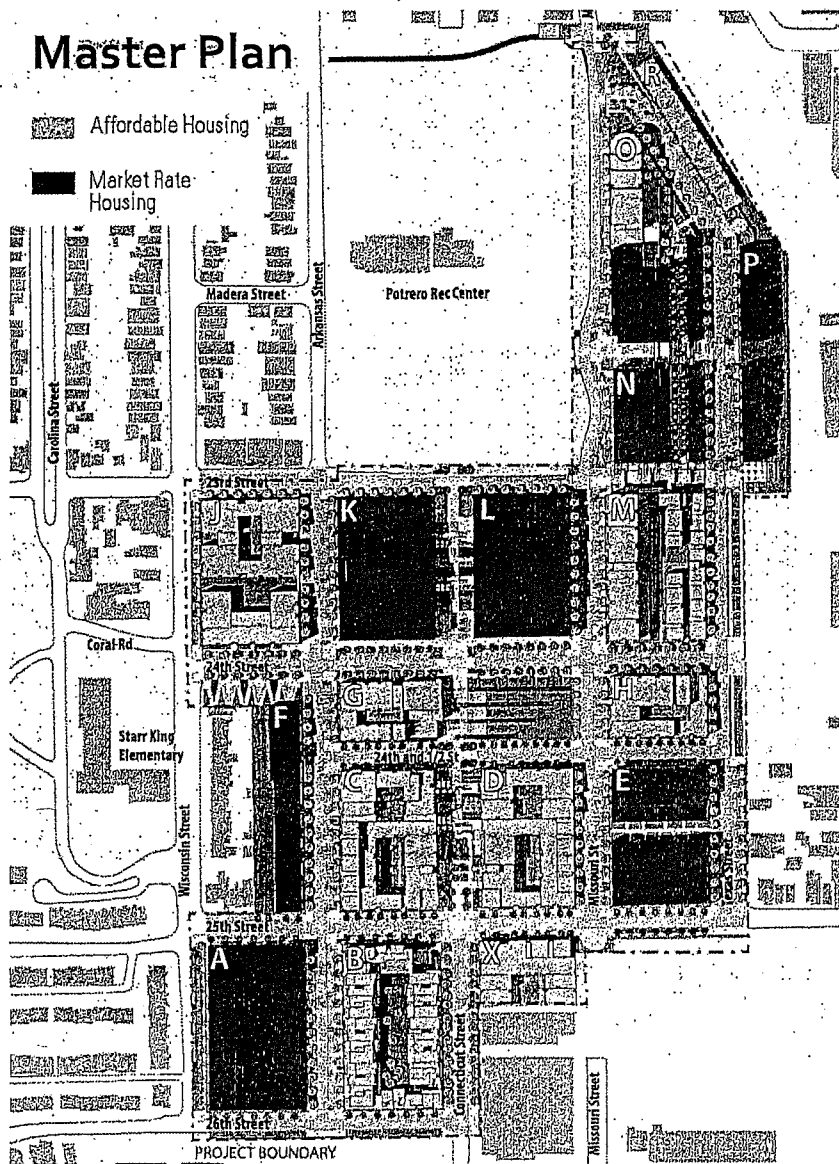 Master Plan
Affordable Housing
Market Rate
Housing
R
O
P
Madera Street
Arkansas Street
Potrero Rec Center
Carolina Street
N
23rd Street
J
K
L
M
Coral Rd
24th Street
G
H
F
Starr King
Elementary
24th and 1/2 St
C
D
E
Wisconsin Street
Missouri St
25th Street
A
B
X
Connecticut Street
26th Street
Missouri Street
PROJECT BOUNDARY